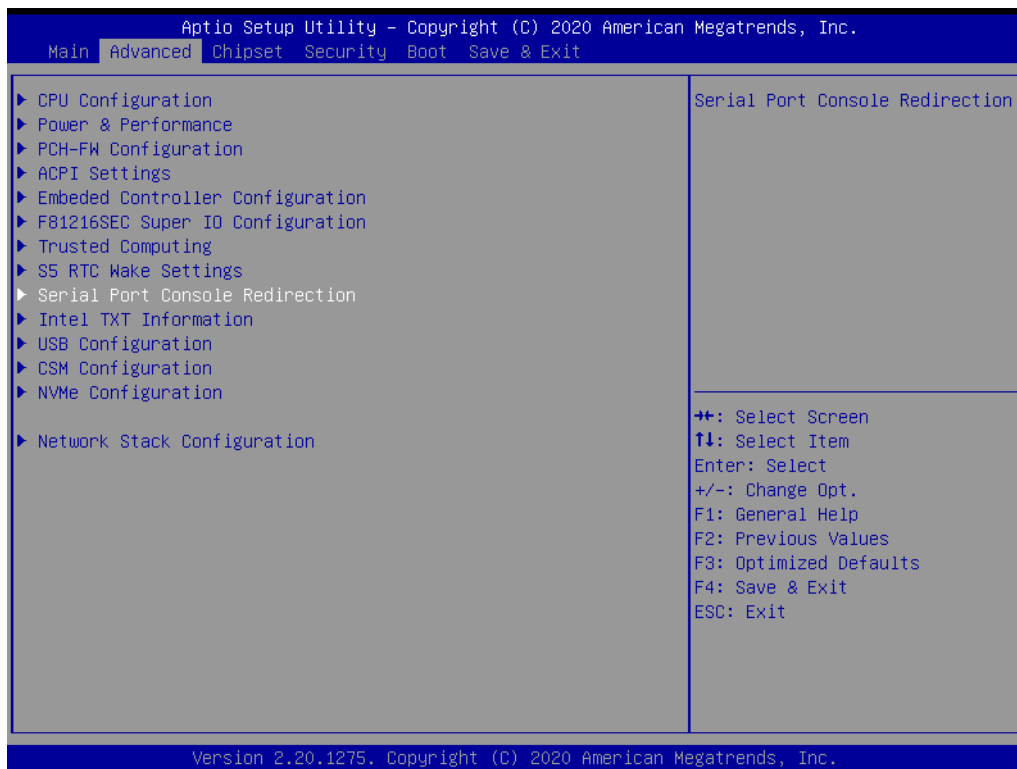 Aptio Setup Utility – Copyright (C) 2020 American Megatrends, Inc.
Main Advanced Chipset Security Boot Save & Exit
▶ CPU Configuration
▶ Power & Performance
▶ PCH-FW Configuration
▶ ACPI Settings
▶ Embeded Controller Configuration
▶ F81216SEC Super IO Configuration
▶ Trusted Computing
▶ S5 RTC Wake Settings
▶ Serial Port Console Redirection
▶ Intel TXT Information
▶ USB Configuration
▶ CSM Configuration
▶ NVMe Configuration
▶ Network Stack Configuration
Serial Port Console Redirection
→←: Select Screen
↑↓: Select Item
Enter: Select
+/-: Change Opt.
F1: General Help
F2: Previous Values
F3: Optimized Defaults
F4: Save & Exit
ESC: Exit
Version 2.20.1275. Copyright (C) 2020 American Megatrends, Inc.